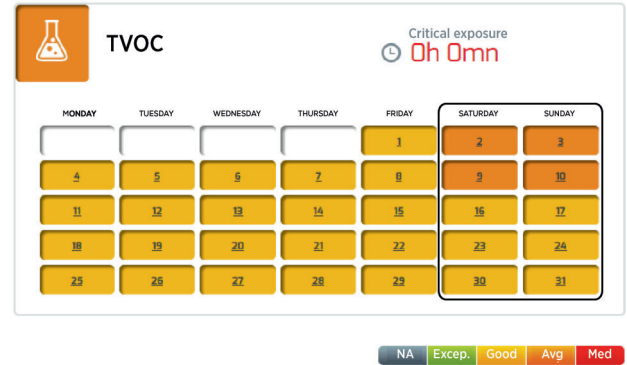 TVOC
Critical exposure
0h 0mn
MONDAY TUESDAY WEDNESDAY THURSDAY FRIDAY SATURDAY SUNDAY
1 2 3
4 5 6 7 8 9 10
11 12 13 14 15 16 17
18 19 20 21 22 23 24
25 26 27 28 29 30 31
NA Excep. Good Avg Med